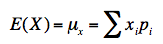 E(X) = μₓ = ∑ xᵢpᵢ